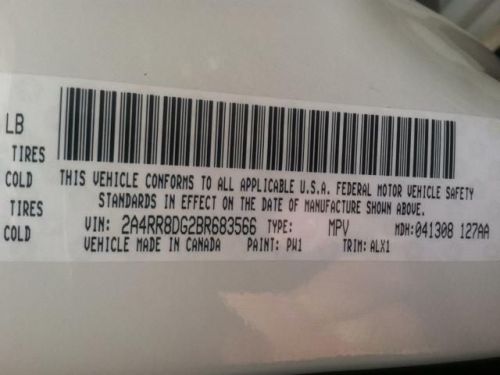 LB
TIRES
COLD THIS VEHICLE CONFORMS TO ALL APPLICABLE U.S.A. FEDERAL MOTOR VEHICLE SAFETY
TIRES STANDARDS IN EFFECT ON THE DATE OF MANUFACTURE SHOWN ABOVE.
COLD VIN: 2A4RR8DG2BR683566 TYPE: MPV MDH: 041308 127AA
VEHICLE MADE IN CANADA PAINT: PW1 TRIM: ALX1